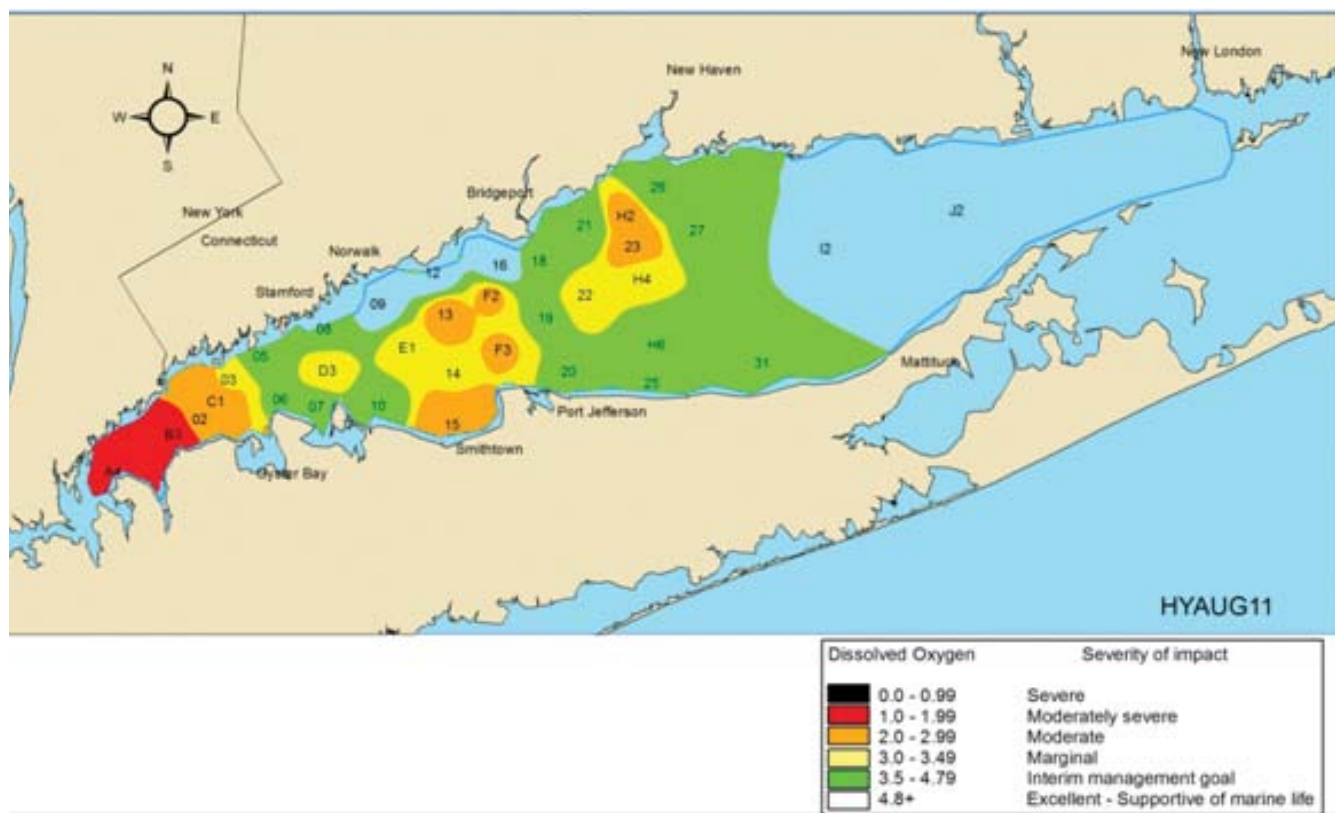 New London
New Haven
N
W E
S
28
Bridgeport
H2
J2
New York
21
27
Connecticut
23
I2
Norwalk
18
12
16
H4
Stamford
22
F2
09
13
19
08
H6
E1
F3
05
31
Mattituck
D3
14
20
25
D3
C1
06
07
10
Port Jefferson
02
15
B3
Smithtown
A4
Oyster Bay
HYAUG11
Dissolved Oxygen Severity of impact
0.0 - 0.99 Severe
1.0 - 1.99 Moderately severe
2.0 - 2.99 Moderate
3.0 - 3.49 Marginal
3.5 - 4.79 Interim management goal
4.8+ Excellent - Supportive of marine life